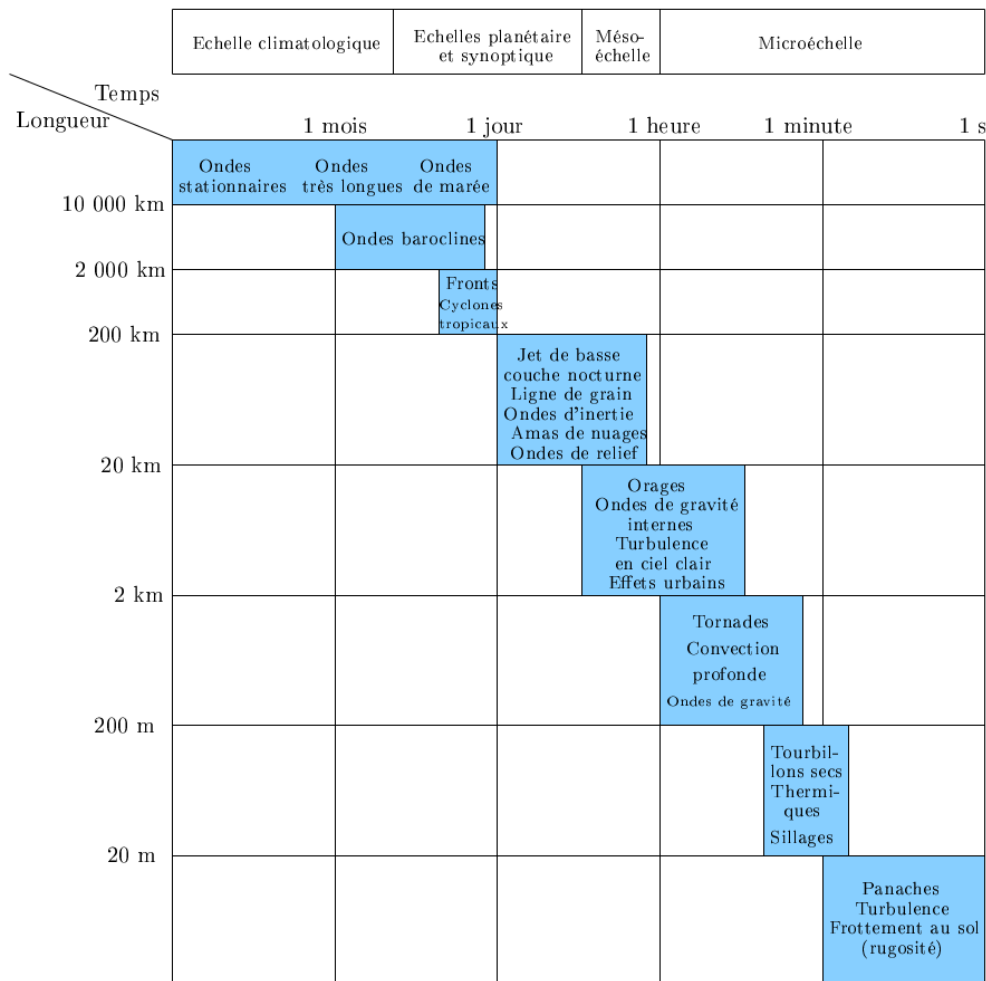 Echelle climatologique
Echelles planétaire
et synoptique
Méso-
échelle
Microéchelle
Temps
Longueur
1 mois
1 jour
1 heure
1 minute
1 s
Ondes
stationnaires
Ondes
très longues
Ondes
de marée
10 000 km
Ondes baroclines
2 000 km
Fronts
Cyclones
tropicaux
200 km
Jet de basse
couche nocturne
Ligne de grain
Ondes d'inertie
Amas de nuages
Ondes de relief
20 km
Orages
Ondes de gravité
internes
Turbulence
en ciel clair
Effets urbains
2 km
Tornades
Convection
profonde
Ondes de gravité
200 m
Tourbil-
lons secs
Thermi-
ques
Sillages
20 m
Panaches
Turbulence
Frottement au sol
(rugosité)